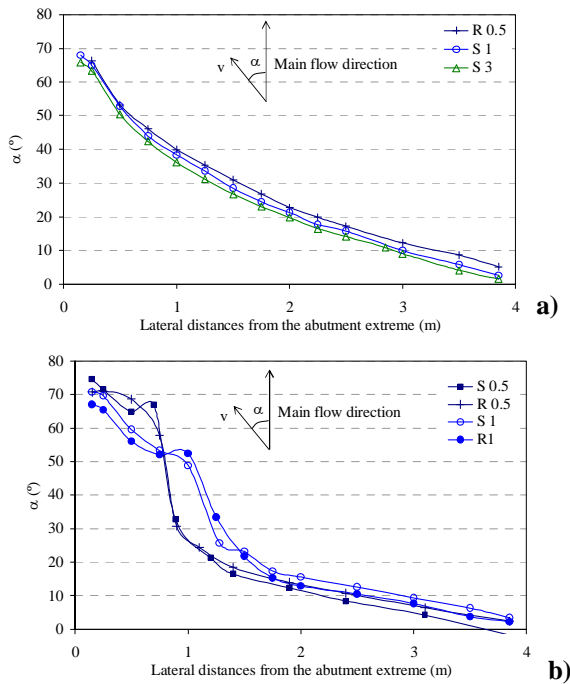 80
70
60
50
40
30
20
10
0
α (°)
v
α
Main flow direction
R 0.5
S 1
S 3
0
1
2
3
4
Lateral distances from the abutment extreme (m)
a)
80
70
60
50
40
30
20
10
0
α (°)
v
α
Main flow direction
S 0.5
R 0.5
S 1
R1
0
1
2
3
4
Lateral distances from the abutment extreme (m)
b)